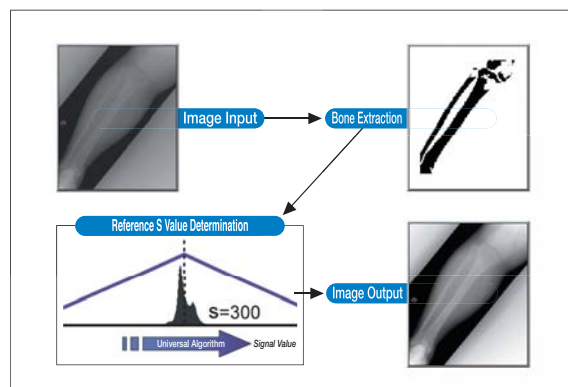 Image Input
Bone Extraction
Reference S Value Determination
S=300
Universal Algorithm
Signal Value
Image Output